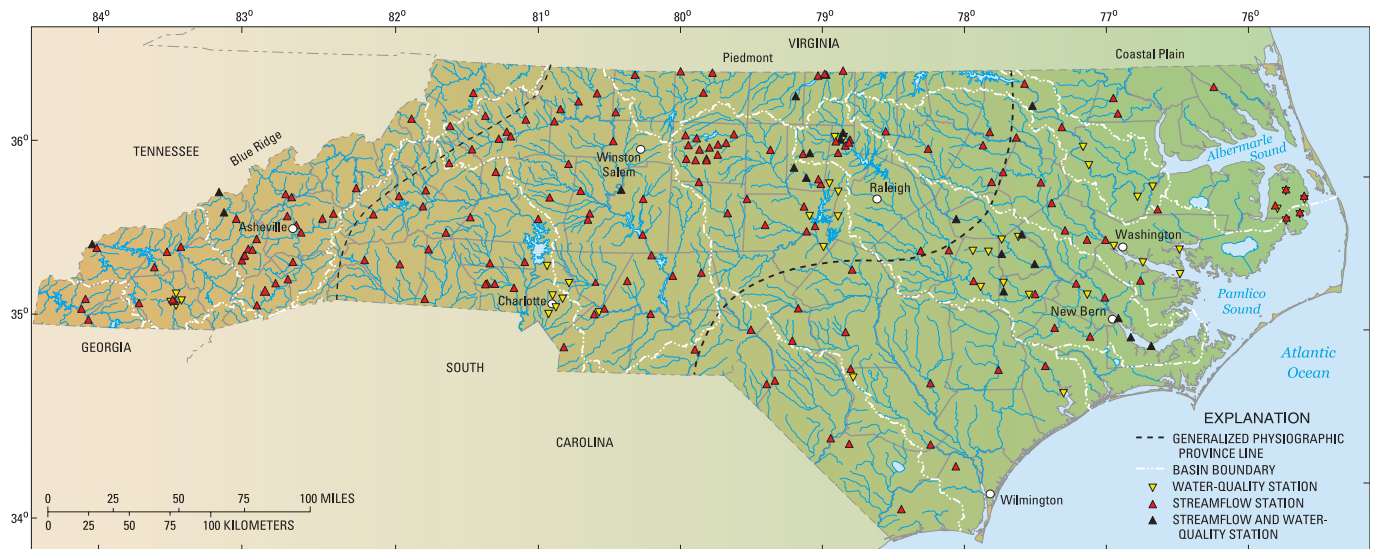 84° 83° 82° 81° 80° 79° 78° 77° 76°
VIRGINIA
Piedmont
Coastal Plain
36°
TENNESSEE
Blue Ridge
Albermarle
Sound
Winston
Salem
Raleigh
Asheville
Washington
Charlotte
New Bern
Pamlico
Sound
35°
GEORGIA
SOUTH
Atlantic
Ocean
CAROLINA
Wilmington
34°
0 25 50 75 100 MILES
0 25 50 75 100 KILOMETERS
EXPLANATION
GENERALIZED PHYSIOGRAPHIC
PROVINCE LINE
BASIN BOUNDARY
WATER-QUALITY STATION
STREAMFLOW STATION
STREAMFLOW AND WATER-
QUALITY STATION